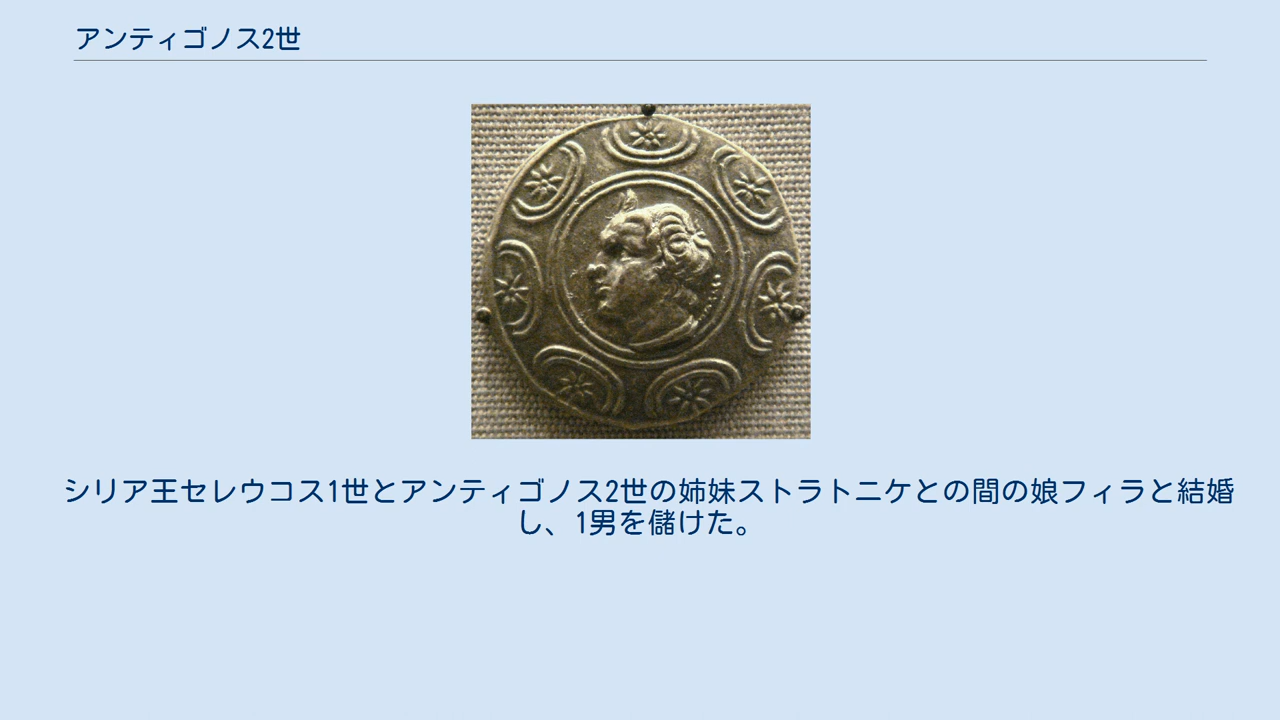 アンティゴノス2世
シリア王セレウコス1世とアンティゴノス2世の姉妹ストラトニケとの間の娘フィラと結婚
し、1男を儲けた。